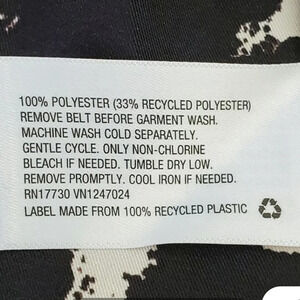 100% POLYESTER (33% RECYCLED POLYESTER)
REMOVE BELT BEFORE GARMENT WASH.
MACHINE WASH COLD SEPARATELY.
GENTLE CYCLE. ONLY NON-CHLORINE
BLEACH IF NEEDED. TUMBLE DRY LOW.
REMOVE PROMPTLY. COOL IRON IF NEEDED.
RN17730 VN1247024
LABEL MADE FROM 100% RECYCLED PLASTIC